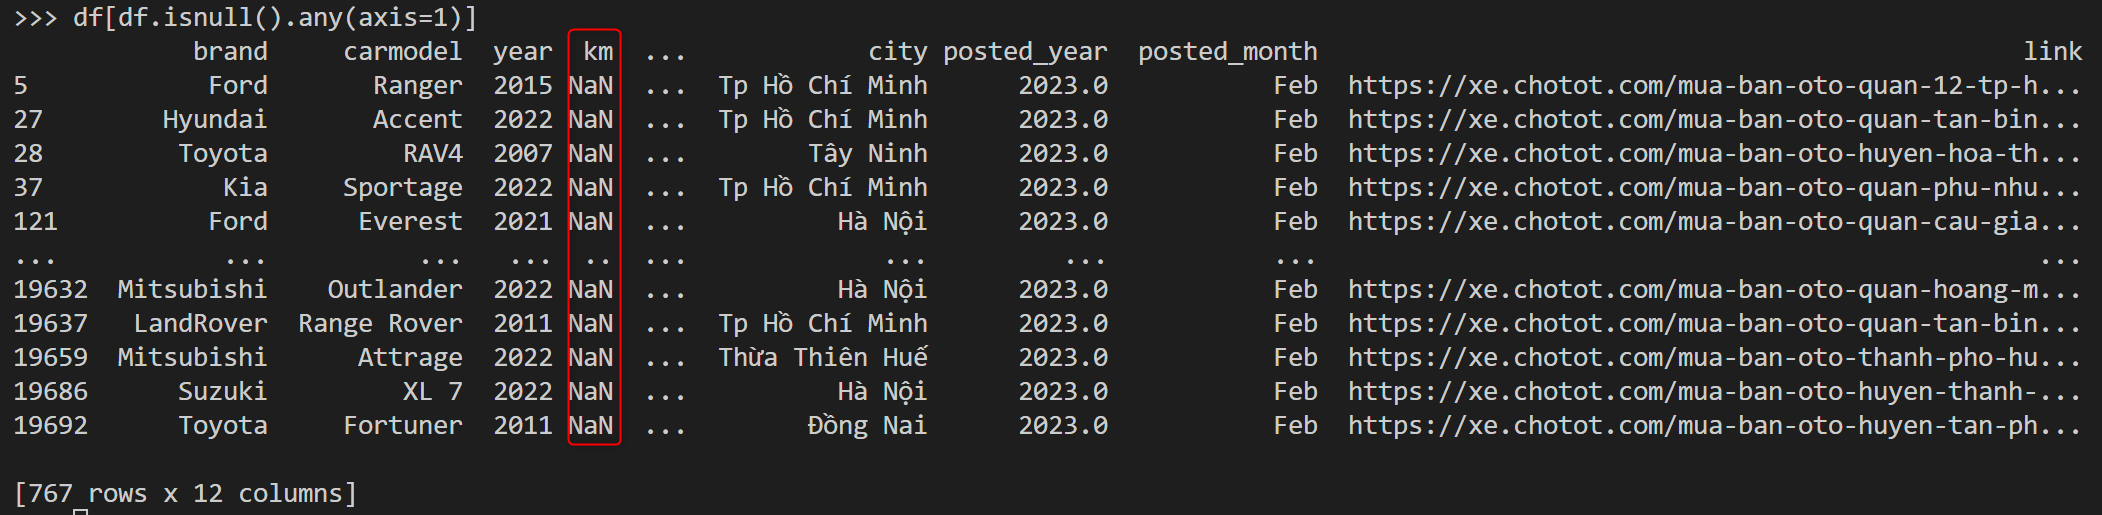 >>> df[df.isnull().any(axis=1)]
            brand     carmodel  year   km  ...            city posted_year  posted_month                                               link
5            Ford       Ranger  2015  NaN  ...  Tp Hồ Chí Minh      2023.0           Feb  https://xe.chotot.com/mua-ban-oto-quan-12-tp-h...
27        Hyundai       Accent  2022  NaN  ...  Tp Hồ Chí Minh      2023.0           Feb  https://xe.chotot.com/mua-ban-oto-quan-tan-bin...
28         Toyota         RAV4  2007  NaN  ...        Tây Ninh      2023.0           Feb  https://xe.chotot.com/mua-ban-oto-huyen-hoa-th...
37            Kia     Sportage  2022  NaN  ...  Tp Hồ Chí Minh      2023.0           Feb  https://xe.chotot.com/mua-ban-oto-quan-phu-nhu...
121          Ford      Everest  2021  NaN  ...          Hà Nội      2023.0           Feb  https://xe.chotot.com/mua-ban-oto-quan-cau-gia...
...           ...          ...   ...   ..  ...             ...         ...           ...                                                ...
19632  Mitsubishi    Outlander  2022  NaN  ...          Hà Nội      2023.0           Feb  https://xe.chotot.com/mua-ban-oto-quan-hoang-m...
19637   LandRover  Range Rover  2011  NaN  ...  Tp Hồ Chí Minh      2023.0           Feb  https://xe.chotot.com/mua-ban-oto-quan-tan-bin...
19659  Mitsubishi      Attrage  2022  NaN  ...  Thừa Thiên Huế      2023.0           Feb  https://xe.chotot.com/mua-ban-oto-thanh-pho-hu...
19686      Suzuki         XL 7  2022  NaN  ...          Hà Nội      2023.0           Feb  https://xe.chotot.com/mua-ban-oto-huyen-thanh-...
19692      Toyota     Fortuner  2011  NaN  ...        Đồng Nai      2023.0           Feb  https://xe.chotot.com/mua-ban-oto-huyen-tan-ph...
[767 rows x 12 columns]